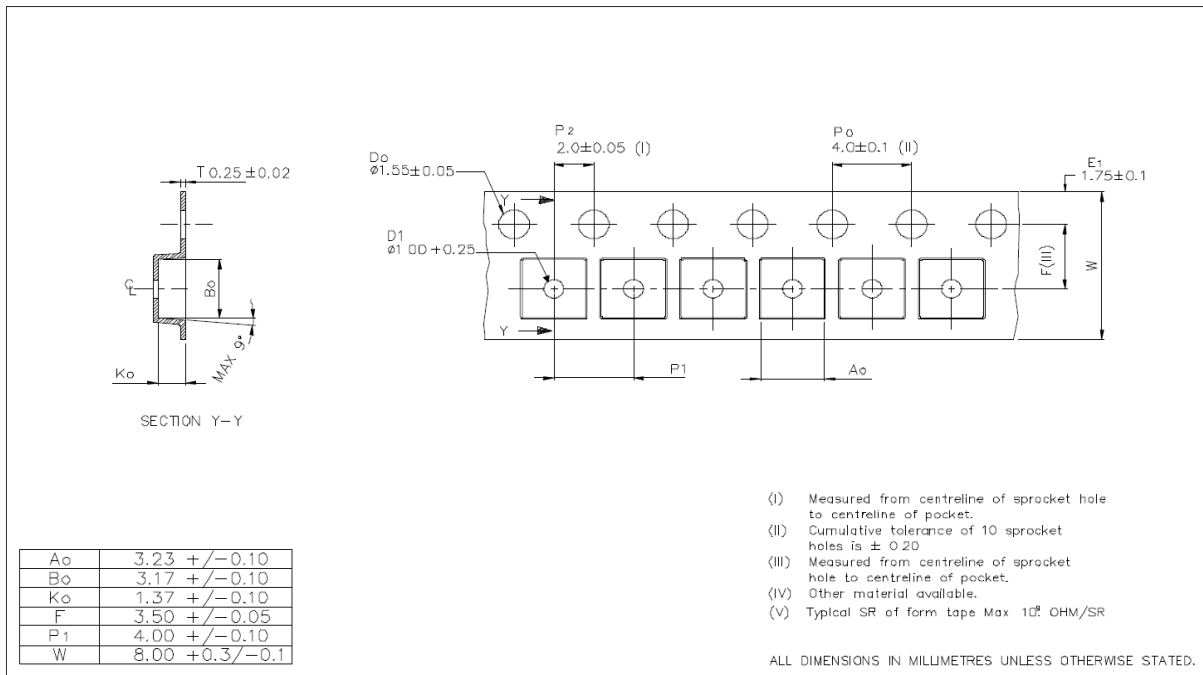 P2
2.0±0.05 (I)
Po
4.0±0.1 (II)
Do
ø1.55±0.05
E1
1.75±0.1
T 0.25±0.02
Y
D1
ø1.00 +0.25
F(III)
W
Bo
Y
MAX 9°
Ko
P1
Ao
SECTION Y-Y
(I) Measured from centreline of sprocket hole
to centreline of pocket.
(II) Cumulative tolerance of 10 sprocket
holes is ± 0.20
(III) Measured from centreline of sprocket
hole to centreline of pocket.
(IV) Other material available.
(V) Typical SR of form tape Max 10⁹ OHM/SR
Ao 3.23 +/-0.10
Bo 3.17 +/-0.10
Ko 1.37 +/-0.10
F 3.50 +/-0.05
P1 4.00 +/-0.10
W 8.00 +0.3/-0.1
ALL DIMENSIONS IN MILLIMETRES UNLESS OTHERWISE STATED.